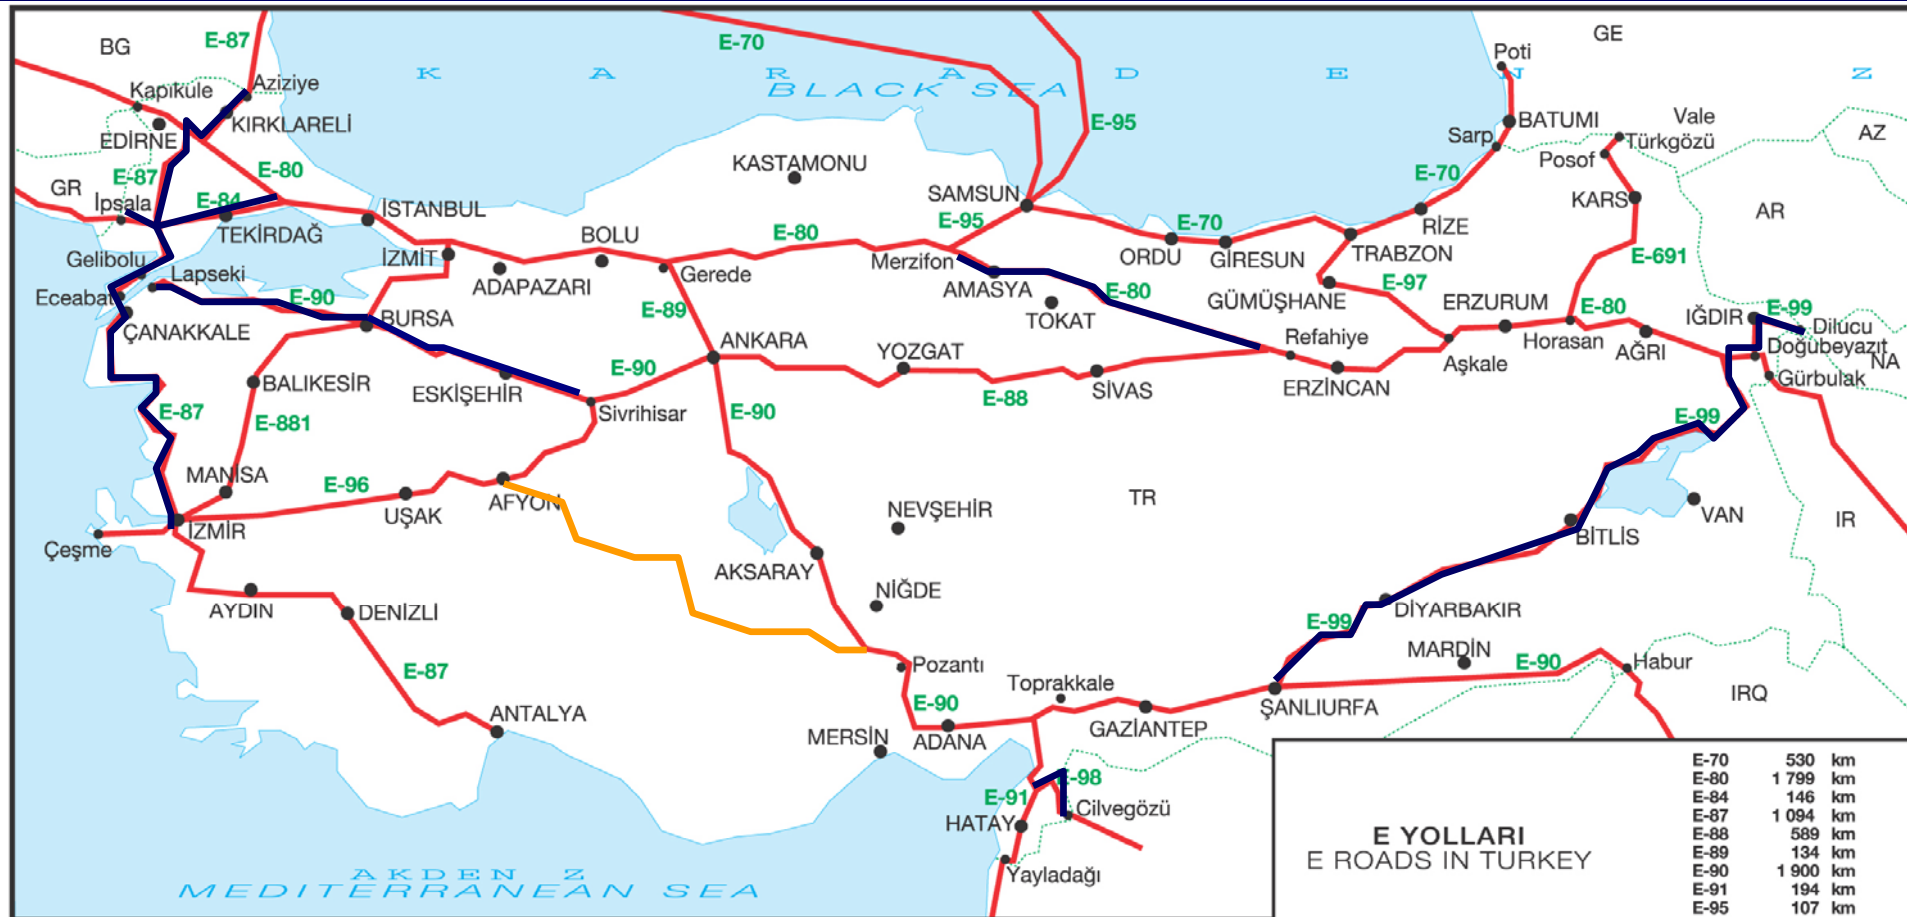 BG
E-87
E-70
GE
Poti
K A R A D E N Z
BLACK SEA
Kapıkule
Aziziye
KIRKLARELİ
EDİRNE
E-80
E-87
GR
İpsala
E-84
TEKİRDAĞ
İSTANBUL
E-95
BATUMI
Sarp
Vale
Türkgözü
Posof
AZ
KASTAMONU
SAMSUN
E-95
E-70
KARS
AR
RİZE
BOLU
E-80
Merzifon
ORDU
E-70
GİRESUN
TRABZON
E-691
Gelibolu
Lapseki
İZMİT
ADAPAZARI
Gerede
AMASYA
E-80
GÜMÜŞHANE
E-97
ERZURUM
E-80
IĞDIR
E-99
Dilucu
Eceabat
E-90
ÇANAKKALE
BURSA
E-89
TOKAT
Refahiye
Aşkale
Horasan
AĞRI
Doğubeyazıt
NA
Gürbulak
ANKARA
YOZGAT
SİVAS
ERZİNCAN
BALIKESİR
ESKİŞEHİR
E-90
Sivrihisar
E-88
E-87
E-881
E-90
E-99
MANİSA
E-96
UŞAK
AFYON
NEVŞEHİR
TR
VAN
IR
İZMİR
Çeşme
BİTLİS
AKSARAY
NİĞDE
AYDIN
DENİZLİ
DİYARBAKIR
E-99
MARDİN
E-90
Habur
E-87
Pozantı
Toprakkale
IRQ
ANTALYA
E-90
ŞANLIURFA
MERSİN
ADANA
GAZİANTEP
E-98
E-91
Cilvegözü
HATAY
Yayladağı
AKDEN Z
MEDITERRANEAN SEA
E YOLLARI
E ROADS IN TURKEY
E-70 530 km
E-80 1 799 km
E-84 146 km
E-87 1 094 km
E-88 589 km
E-89 134 km
E-90 1 900 km
E-91 194 km
E-95 107 km